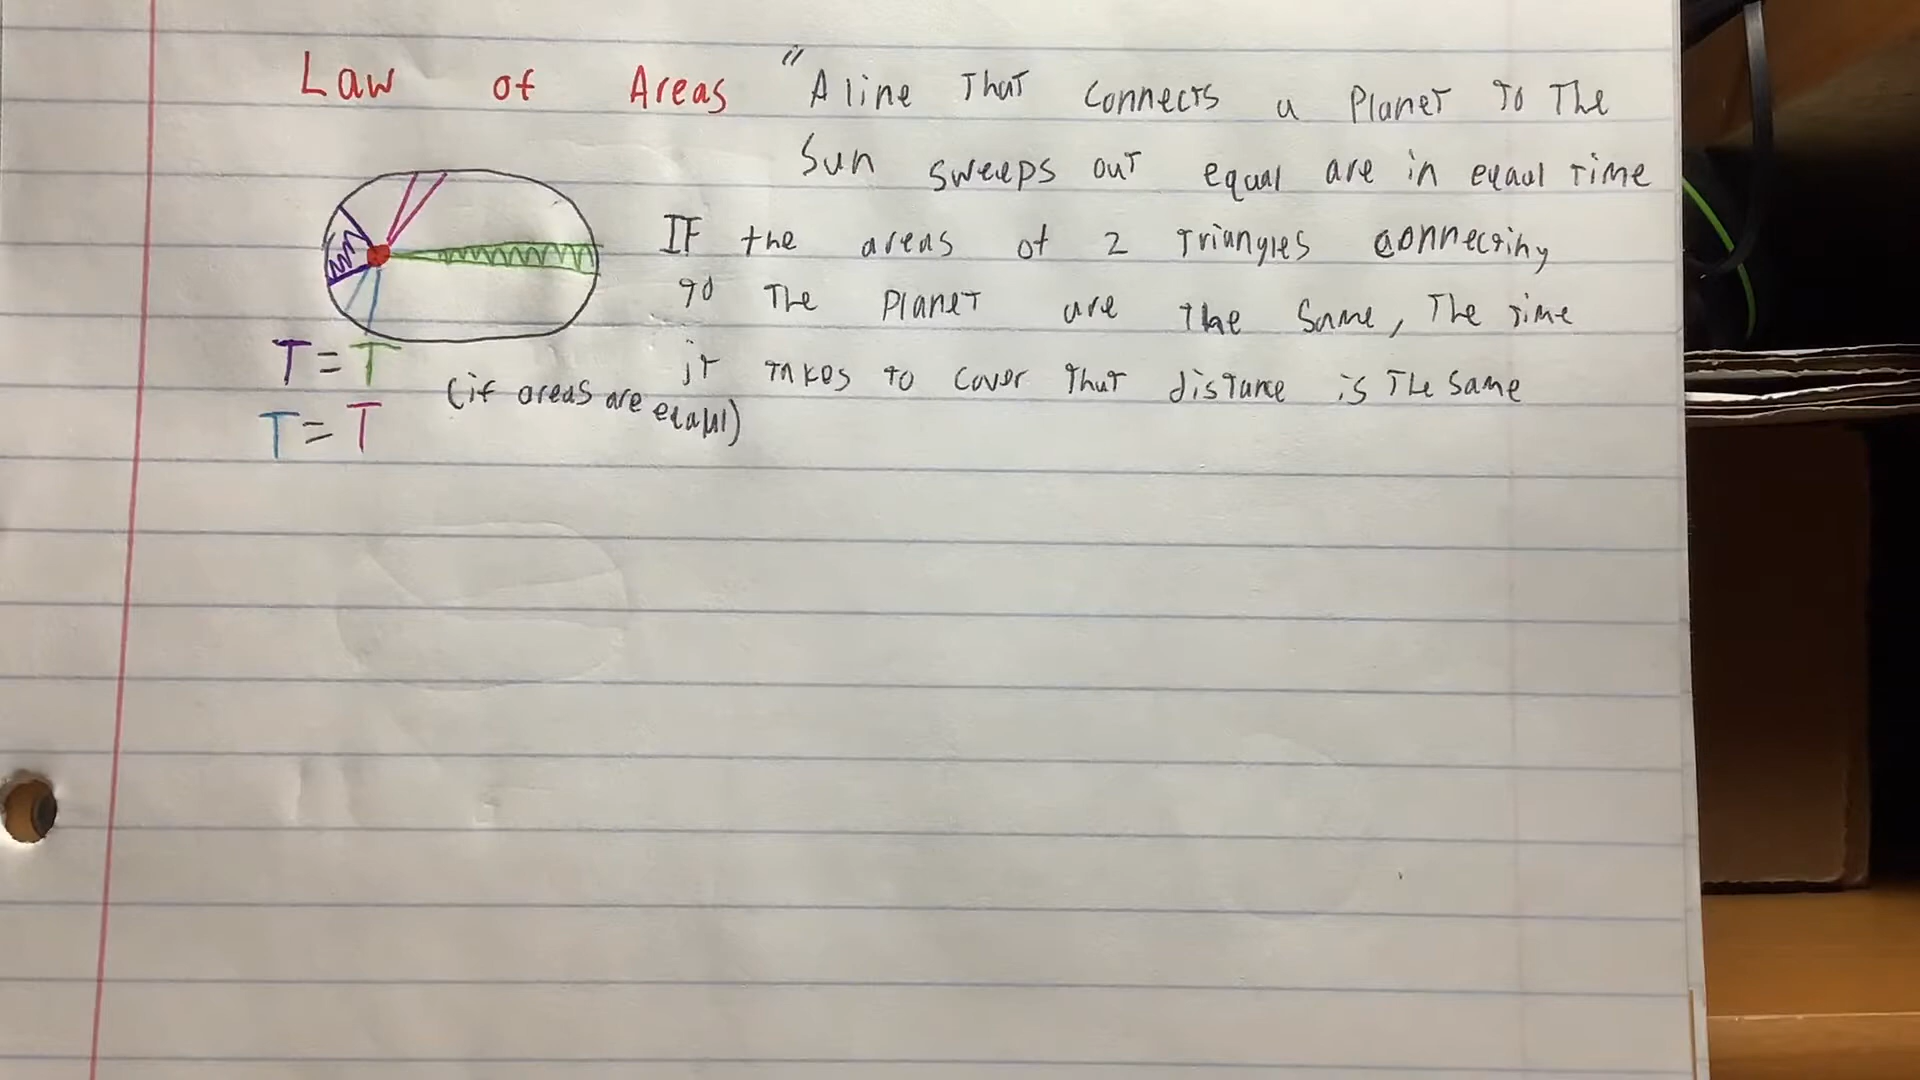 Law of Areas "A line That connects a Planet To The
Sun sweeps out equal are in eqaul Time
IF the areas of 2 Triangles connecting
to The Planet are the Same, The Time
it takes to cover that distance is The same
T = T
(if areas are equal)
T = T